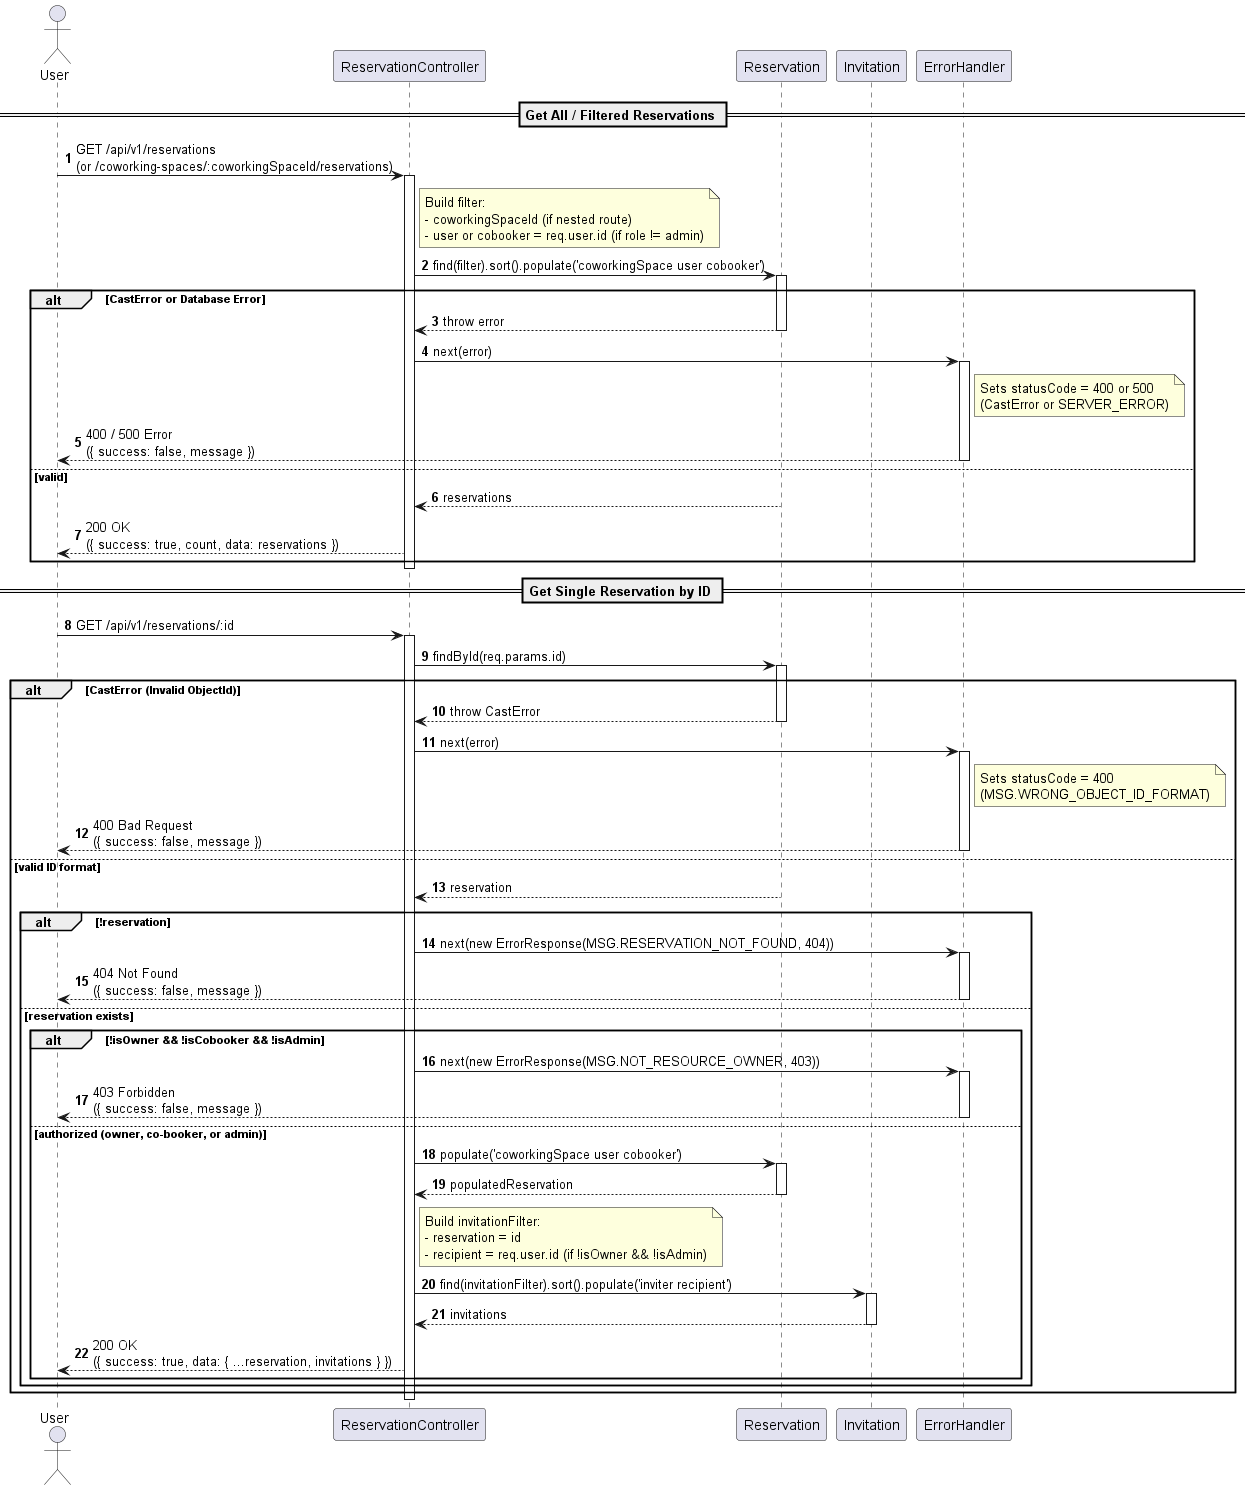 User
ReservationController
Reservation
Invitation
ErrorHandler
Get All / Filtered Reservations
1 GET /api/v1/reservations
(or /coworking-spaces/:coworkingSpaceId/reservations)
Build filter:
- coworkingSpaceId (if nested route)
- user or cobooker = req.user.id (if role != admin)
2 find(filter).sort().populate('coworkingSpace user cobooker')
alt [CastError or Database Error]
3 throw error
4 next(error)
Sets statusCode = 400 or 500
(CastError or SERVER_ERROR)
5 400 / 500 Error
({ success: false, message })
[valid]
6 reservations
7 200 OK
({ success: true, count, data: reservations })
Get Single Reservation by ID
8 GET /api/v1/reservations/:id
9 findById(req.params.id)
alt [CastError (Invalid ObjectId)]
10 throw CastError
11 next(error)
Sets statusCode = 400
(MSG.WRONG_OBJECT_ID_FORMAT)
12 400 Bad Request
({ success: false, message })
[valid ID format]
13 reservation
alt [!reservation]
14 next(new ErrorResponse(MSG.RESERVATION_NOT_FOUND, 404))
15 404 Not Found
({ success: false, message })
[reservation exists]
alt [!isOwner && !isCobooker && !isAdmin]
16 next(new ErrorResponse(MSG.NOT_RESOURCE_OWNER, 403))
17 403 Forbidden
({ success: false, message })
[authorized (owner, co-booker, or admin)]
18 populate('coworkingSpace user cobooker')
19 populatedReservation
Build invitationFilter:
- reservation = id
- recipient = req.user.id (if !isOwner && !isAdmin)
20 find(invitationFilter).sort().populate('inviter recipient')
21 invitations
22 200 OK
({ success: true, data: { ...reservation, invitations } })
User
ReservationController
Reservation
Invitation
ErrorHandler